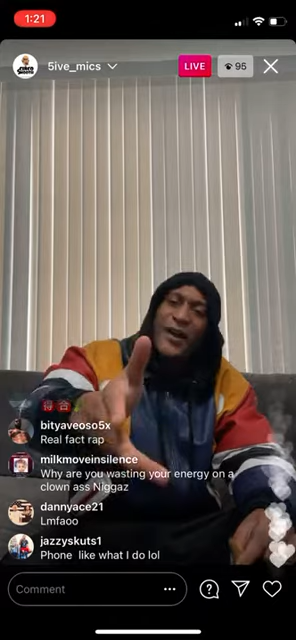 1:21
5ive_mics
LIVE
95
bityaveoso5x
Real fact rap
milkmoveinsilence
Why are you wasting your energy on a
clown ass Niggaz
dannyace21
Lmfaoo
jazzyskuts1
Phone like what I do lol
Comment